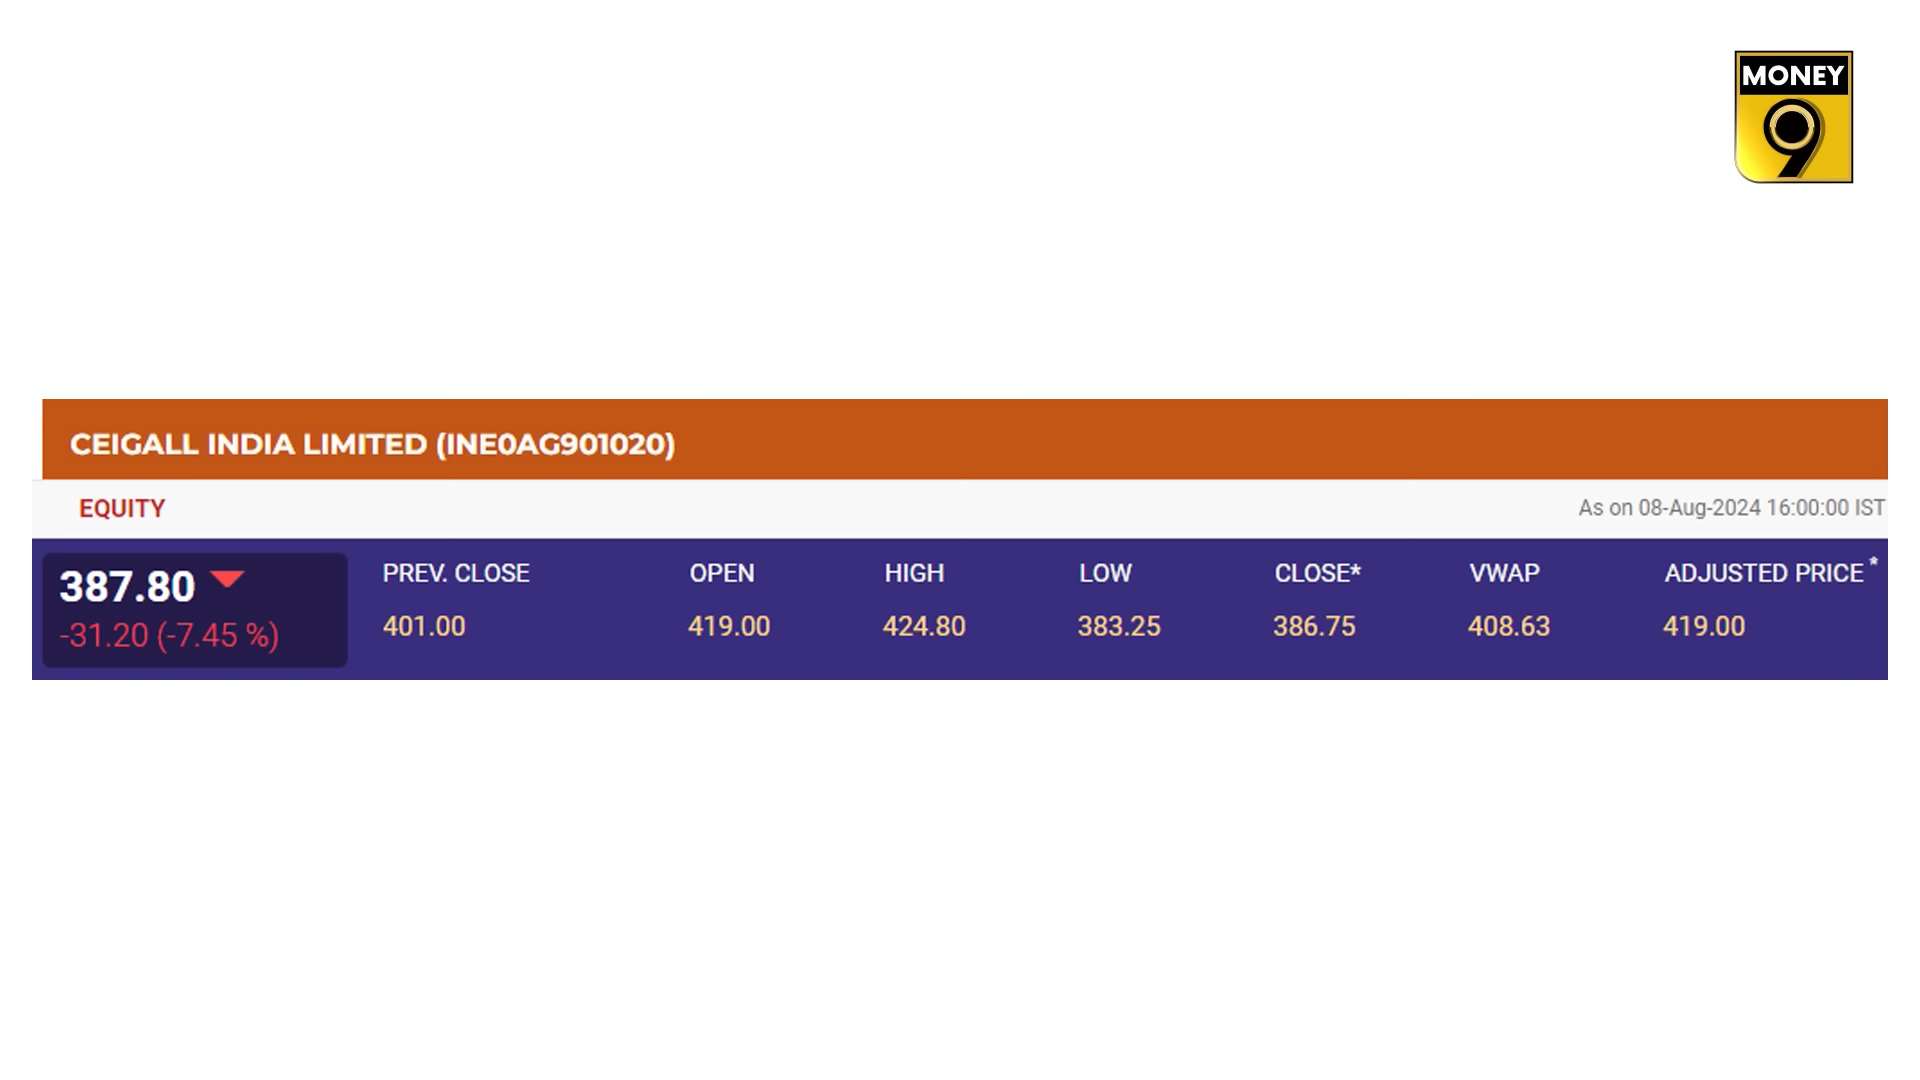 MONEY
9
CEIGALL INDIA LIMITED (INE0AG901020)
EQUITY
As on 08-Aug-2024 16:00:00 IST
387.80
-31.20 (-7.45 %)
PREV. CLOSE OPEN HIGH LOW CLOSE* VWAP ADJUSTED PRICE *
401.00 419.00 424.80 383.25 386.75 408.63 419.00